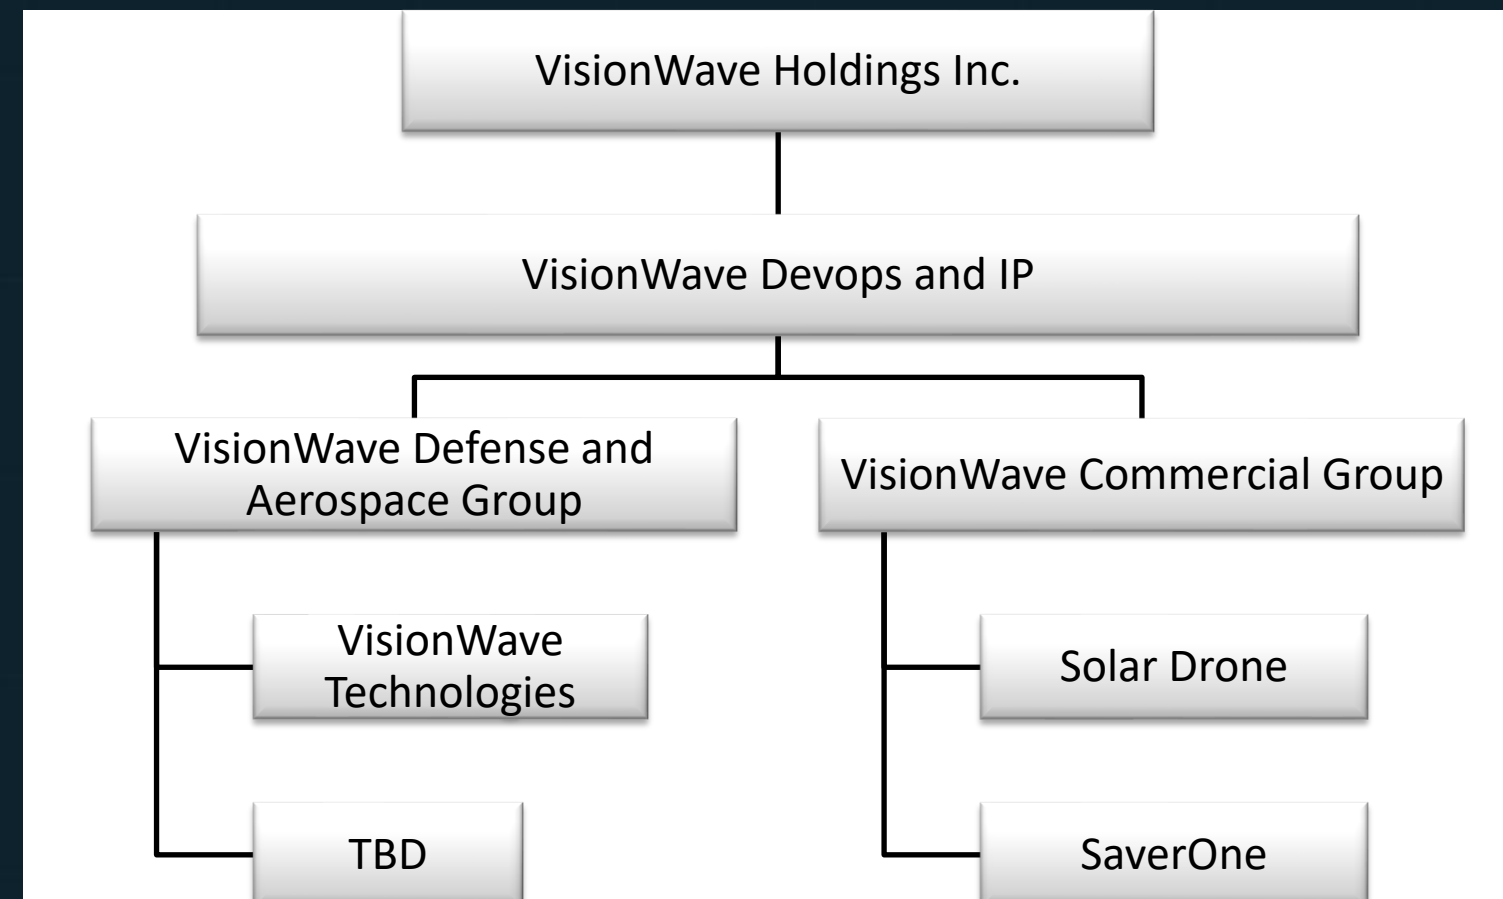 VisionWave Holdings Inc.
VisionWave Devops and IP
VisionWave Defense and
Aerospace Group
VisionWave Commercial Group
VisionWave
Technologies
Solar Drone
TBD
SaverOne